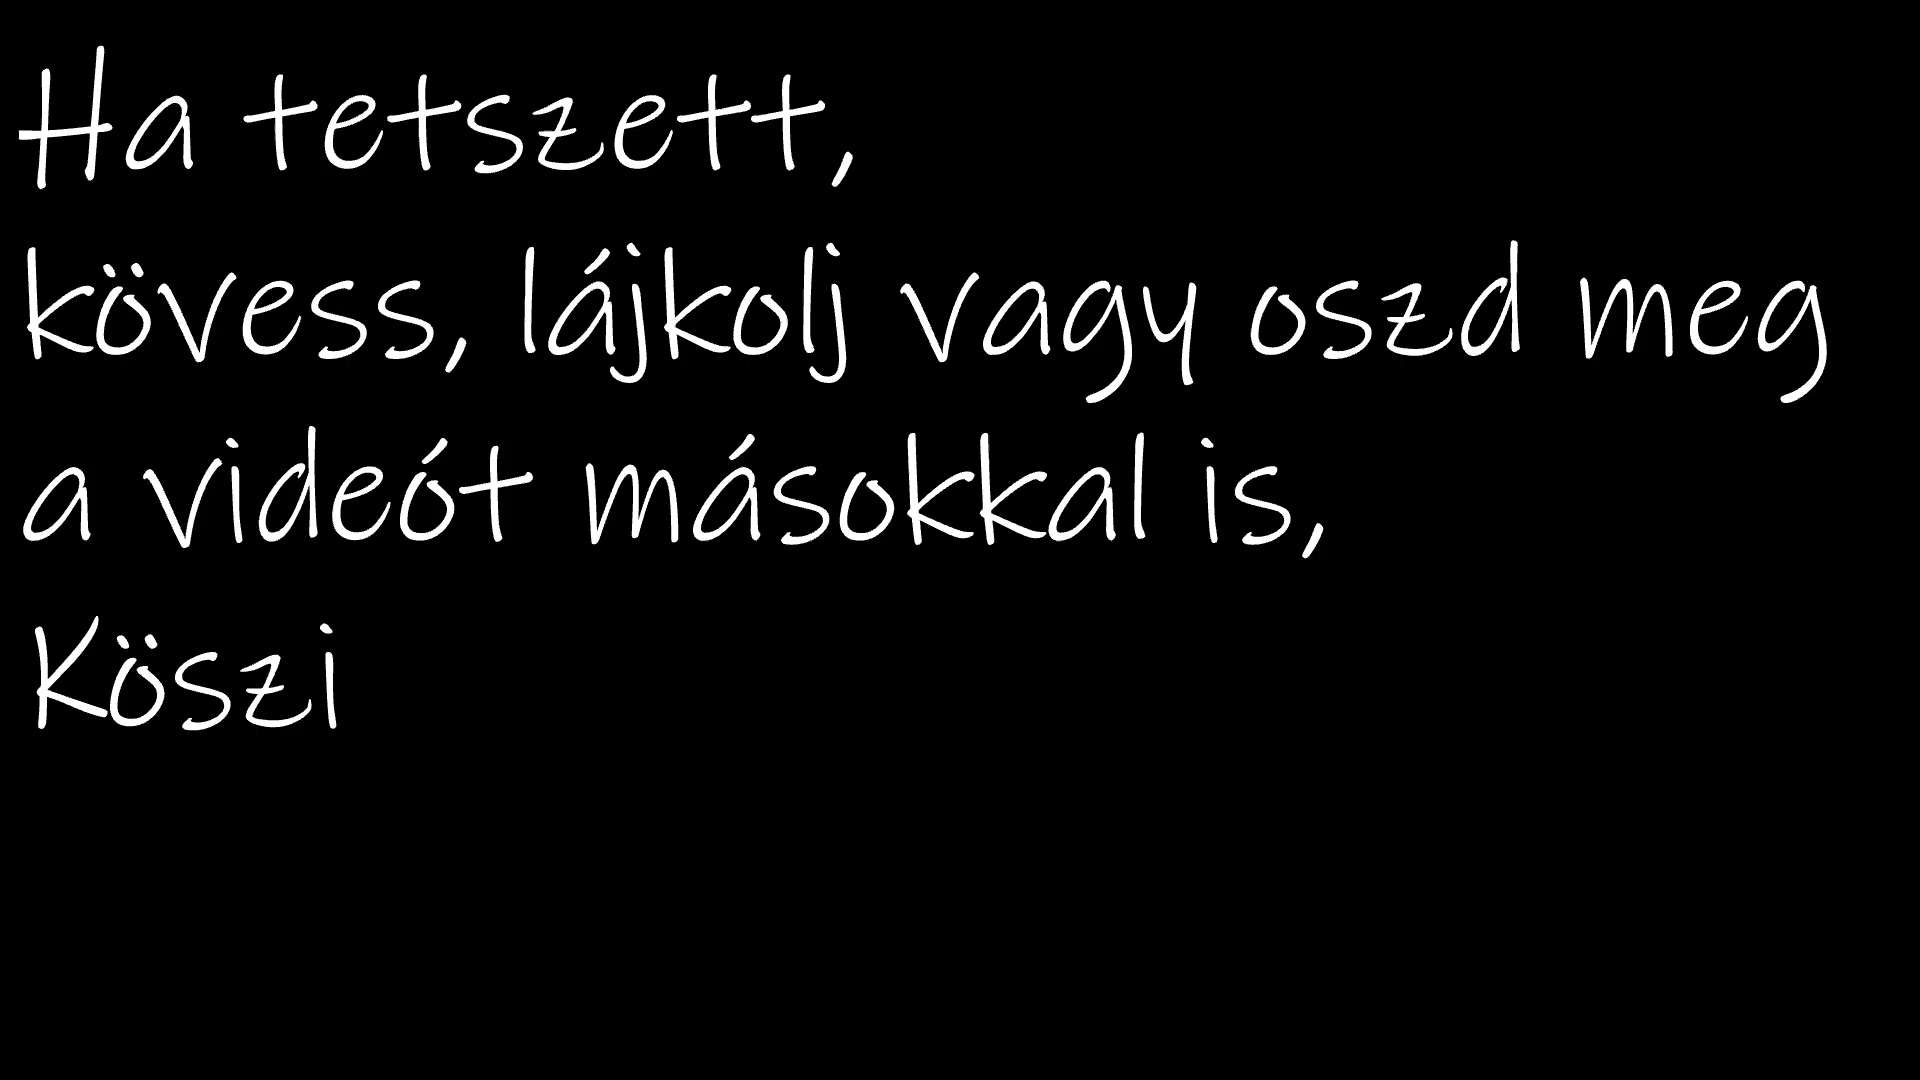 Ha tetszett,
kövess, lájkolj vagy oszd meg
a videót másokkal is,
Köszi